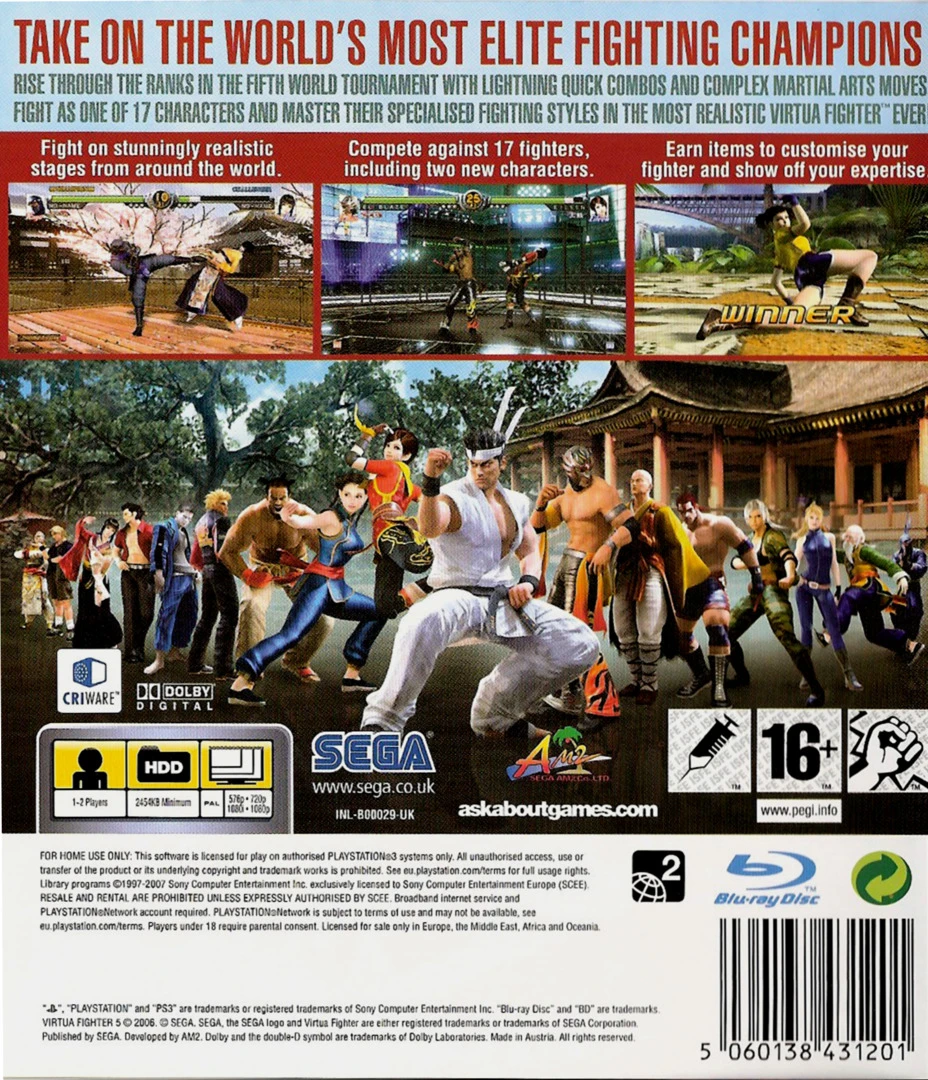 TAKE ON THE WORLD'S MOST ELITE FIGHTING CHAMPIONS
RISE THROUGH THE RANKS IN THE FIFTH WORLD TOURNAMENT WITH LIGHTNING QUICK COMBOS AND COMPLEX MARTIAL ARTS MOVES
FIGHT AS ONE OF 17 CHARACTERS AND MASTER THEIR SPECIALISED FIGHTING STYLES IN THE MOST REALISTIC VIRTUA FIGHTER™ EVER
Fight on stunningly realistic
stages from around the world.
Compete against 17 fighters,
including two new characters.
Earn items to customise your
fighter and show off your expertise.
10
25
WINNER
CRIWARE™
DOLBY
DIGITAL
HDD
1-2 Players
2454KB Minimum
PAL
576p • 720p
1080i • 1080p
SEGA®
www.sega.co.uk
INL-B00029-UK
AM2
SEGA AM2 Co., LTD.
askaboutgames.com
ISFE
16+
www.pegi.info
™
FOR HOME USE ONLY: This software is licensed for play on authorised PLAYSTATION®3 systems only. All unauthorised access, use or
transfer of the product or its underlying copyright and trademark works is prohibited. See eu.playstation.com/terms for full usage rights.
Library programs ©1997-2007 Sony Computer Entertainment Inc. exclusively licensed to Sony Computer Entertainment Europe (SCEE).
RESALE AND RENTAL ARE PROHIBITED UNLESS EXPRESSLY AUTHORISED BY SCEE. Broadband internet service and
PLAYSTATION®Network account required. PLAYSTATION®Network is subject to terms of use and may not be available, see
eu.playstation.com/terms. Players under 18 require parental consent. Licensed for sale only in Europe, the Middle East, Africa and Oceania.
2
Blu-ray Disc™
", "PLAYSTATION" and "PS3" are trademarks or registered trademarks of Sony Computer Entertainment Inc. "Blu-ray Disc" and "BD" are trademarks.
VIRTUA FIGHTER 5 © 2006. © SEGA. SEGA, the SEGA logo and Virtua Fighter are either registered trademarks or trademarks of SEGA Corporation.
Published by SEGA. Developed by AM2. Dolby and the double-D symbol are trademarks of Dolby Laboratories. Made in Austria. All rights reserved.
5 060138 431201